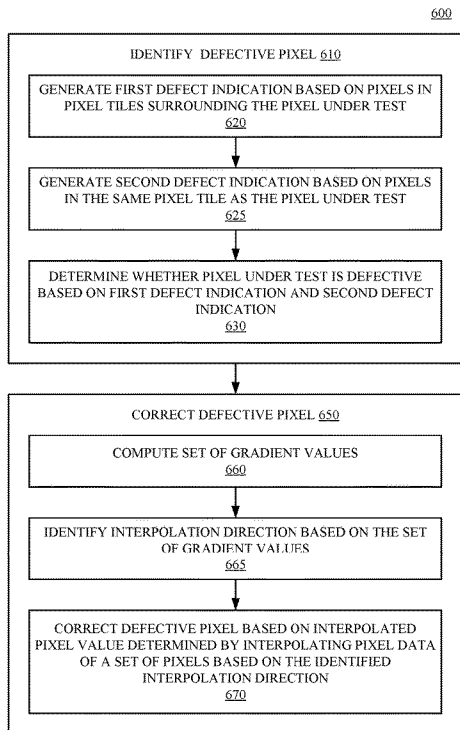 600
IDENTIFY DEFECTIVE PIXEL 610
GENERATE FIRST DEFECT INDICATION BASED ON PIXELS IN
PIXEL TILES SURROUNDING THE PIXEL UNDER TEST
620
GENERATE SECOND DEFECT INDICATION BASED ON PIXELS
IN THE SAME PIXEL TILE AS THE PIXEL UNDER TEST
625
DETERMINE WHETHER PIXEL UNDER TEST IS DEFECTIVE
BASED ON FIRST DEFECT INDICATION AND SECOND DEFECT
INDICATION
630
CORRECT DEFECTIVE PIXEL 650
COMPUTE SET OF GRADIENT VALUES
660
IDENTIFY INTERPOLATION DIRECTION BASED ON THE SET
OF GRADIENT VALUES
665
CORRECT DEFECTIVE PIXEL BASED ON INTERPOLATED
PIXEL VALUE DETERMINED BY INTERPOLATING PIXEL DATA
OF A SET OF PIXELS BASED ON THE IDENTIFIED
INTERPOLATION DIRECTION
670